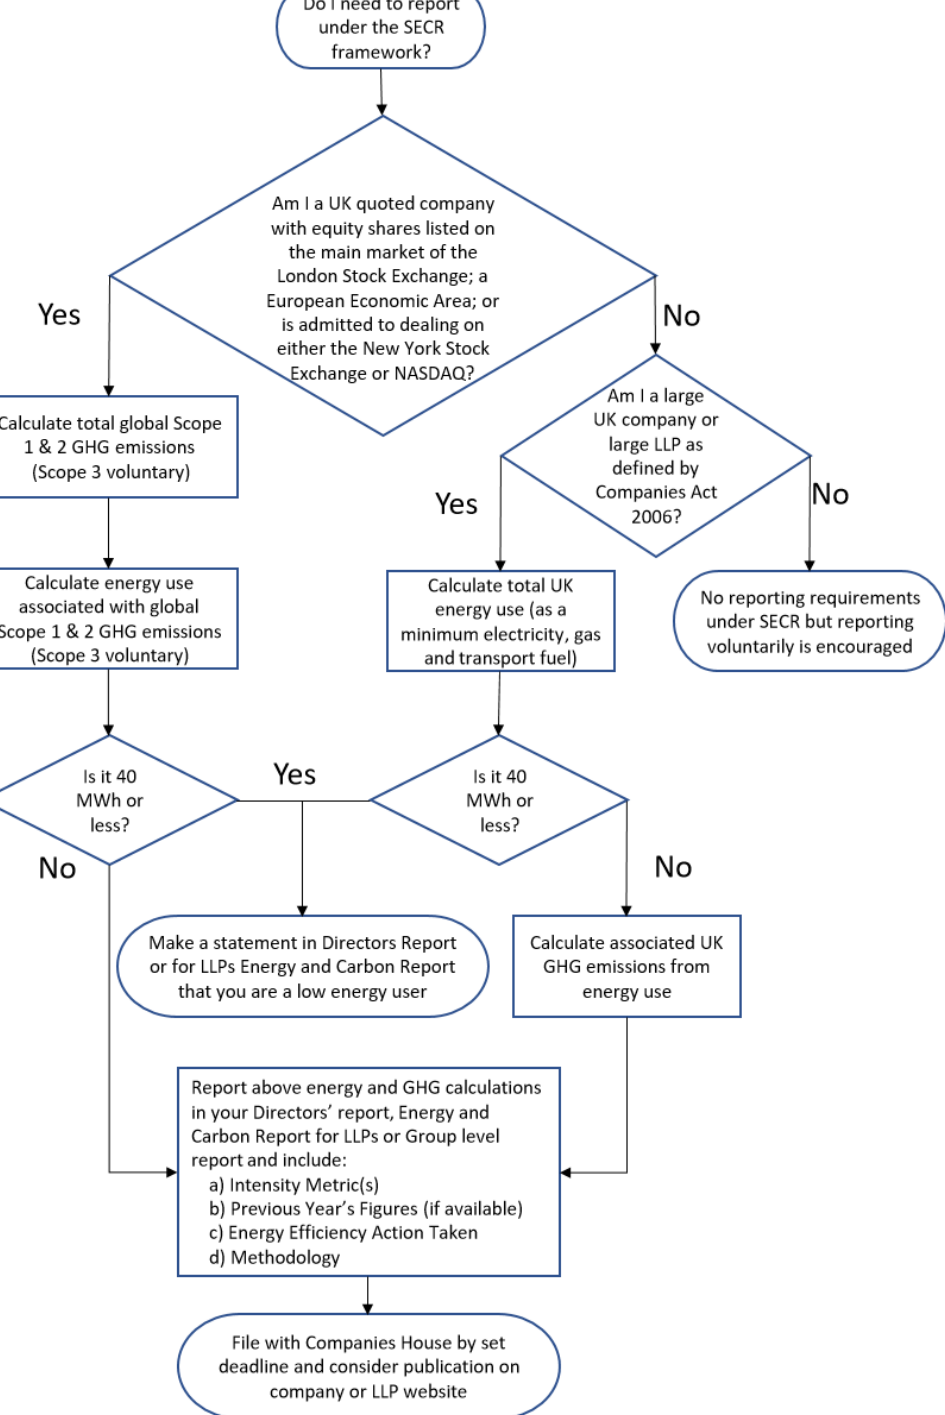 Do I need to report
under the SECR
framework?
Am I a UK quoted company
with equity shares listed on
the main market of the
London Stock Exchange; a
European Economic Area; or
is admitted to dealing on
either the New York Stock
Exchange or NASDAQ?
Yes
No
Calculate total global Scope
1 & 2 GHG emissions
(Scope 3 voluntary)
Am I a large
UK company or
large LLP as
defined by
Companies Act
2006?
Yes
No
Calculate energy use
associated with global
Scope 1 & 2 GHG emissions
(Scope 3 voluntary)
Calculate total UK
energy use (as a
minimum electricity, gas
and transport fuel)
No reporting requirements
under SECR but reporting
voluntarily is encouraged
Is it 40
MWh or
less?
Yes
Is it 40
MWh or
less?
No
No
Make a statement in Directors Report
or for LLPs Energy and Carbon Report
that you are a low energy user
Calculate associated UK
GHG emissions from
energy use
Report above energy and GHG calculations
in your Directors’ report, Energy and
Carbon Report for LLPs or Group level
report and include:
a) Intensity Metric(s)
b) Previous Year’s Figures (if available)
c) Energy Efficiency Action Taken
d) Methodology
File with Companies House by set
deadline and consider publication on
company or LLP website